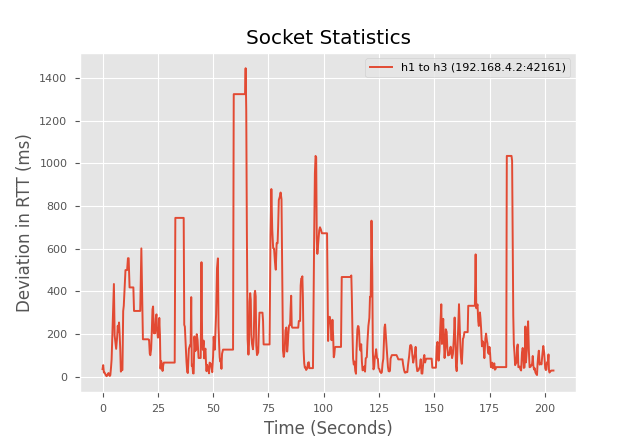 Socket Statistics
h1 to h3 (192.168.4.2:42161)
Deviation in RTT (ms)
1400
1200
1000
800
600
400
200
0
0 25 50 75 100 125 150 175 200
Time (Seconds)